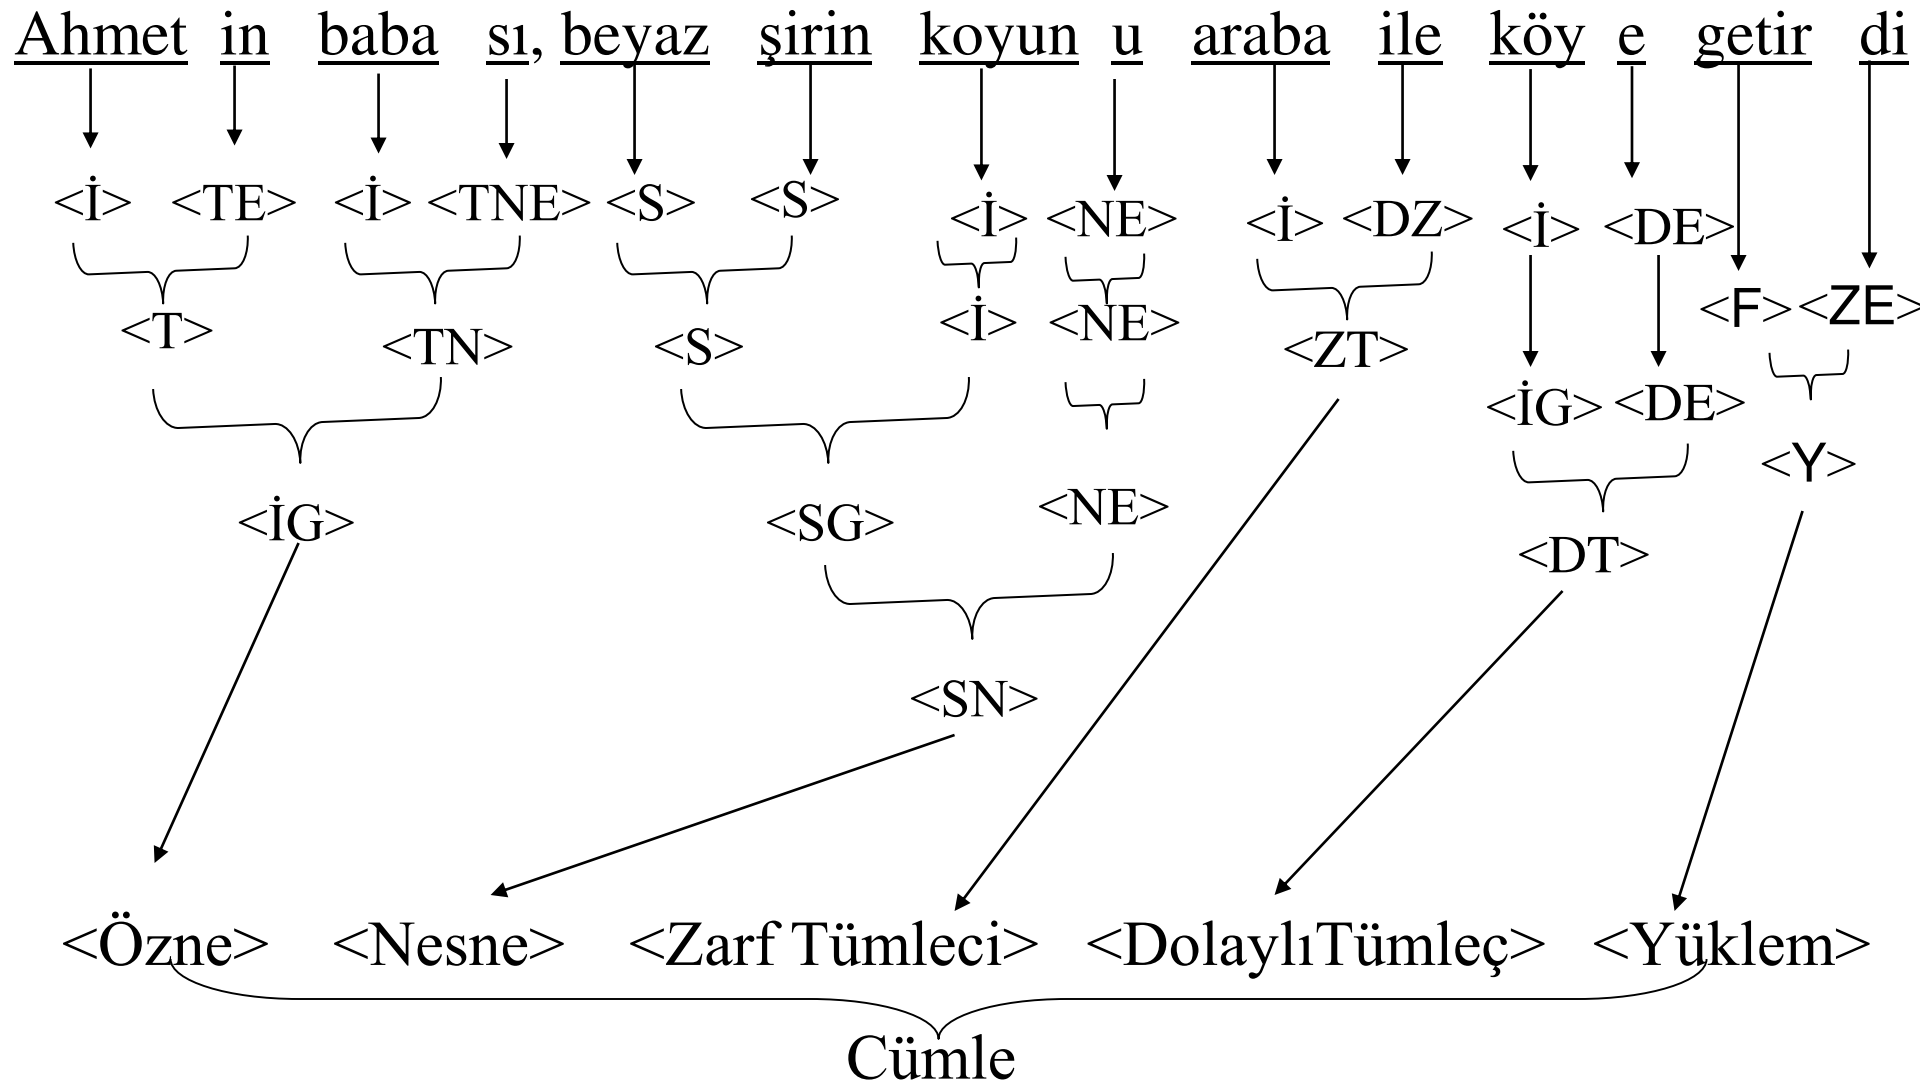 Ahmet in baba sı, beyaz şirin koyun u araba ile köy e getir di
<İ> <TE> <İ> <TNE> <S> <S> <İ> <NE> <İ> <DZ> <İ> <DE>
<F> <ZE>
<T> <TN> <S> <İ> <NE> <ZT>
<İG> <DE>
<Y>
<İG> <SG> <NE>
<DT>
<SN>
<Özne> <Nesne> <Zarf Tümleci> <DolaylıTümleç> <Yüklem>
Cümle